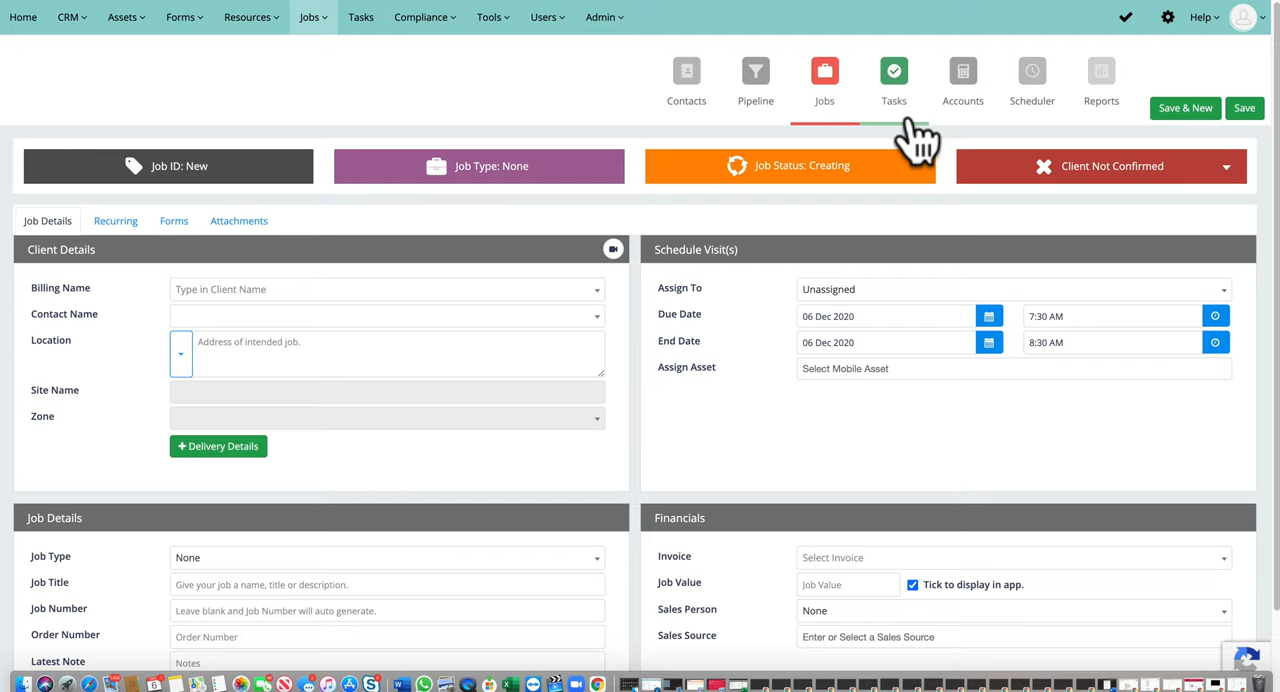 Home CRM Assets Forms Resources Jobs Tasks Compliance Tools Users Admin Help
Contacts Pipeline Jobs Tasks Accounts Scheduler Reports
Save & New Save
Job ID: New Job Type: None Job Status: Creating Client Not Confirmed
Job Details Recurring Forms Attachments
Client Details
Billing Name Type in Client Name
Contact Name
Location Address of intended job.
Site Name
Zone
+ Delivery Details
Schedule Visit(s)
Assign To Unassigned
Due Date 06 Dec 2020 7:30 AM
End Date 06 Dec 2020 8:30 AM
Assign Asset Select Mobile Asset
Job Details
Job Type None
Job Title Give your job a name, title or description.
Job Number Leave blank and Job Number will auto generate.
Order Number Order Number
Latest Note Notes
Financials
Invoice Select Invoice
Job Value Job Value Tick to display in app.
Sales Person None
Sales Source Enter or Select a Sales Source